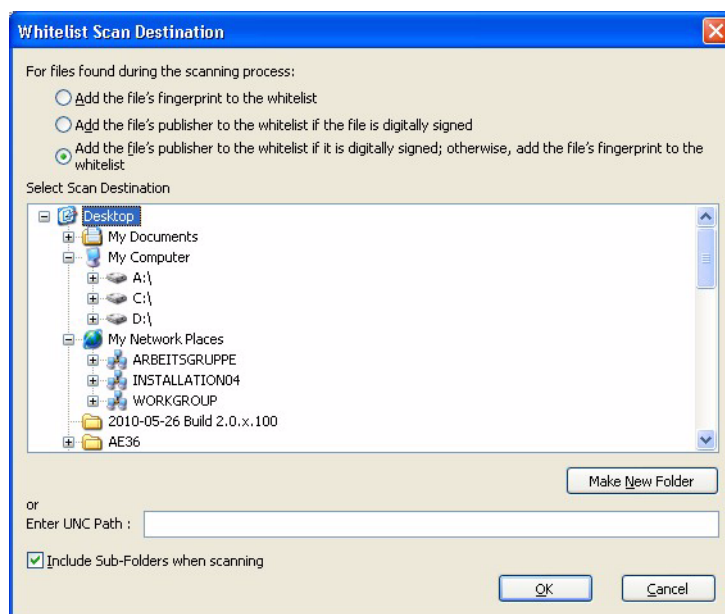 Whitelist Scan Destination
For files found during the scanning process:
Add the file's fingerprint to the whitelist
Add the file's publisher to the whitelist if the file is digitally signed
Add the file's publisher to the whitelist if it is digitally signed; otherwise, add the file's fingerprint to the
whitelist
Select Scan Destination
Desktop
My Documents
My Computer
A:\
C:\
D:\
My Network Places
ARBEITSGRUPPE
INSTALLATION04
WORKGROUP
2010-05-26 Build 2.0.x.100
AE36
Make New Folder
or
Enter UNC Path :
Include Sub-Folders when scanning
OK
Cancel